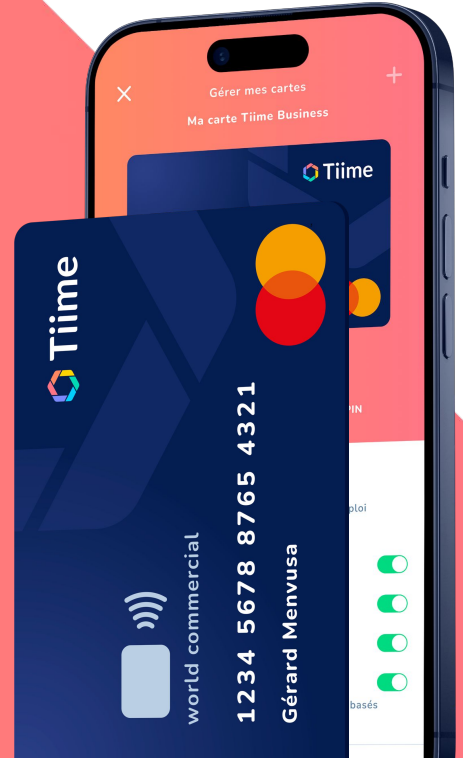 Gérer mes cartes
Ma carte Tiime Business
Tiime
PIN
ploi
basés
Tiime
world commercial
1234 5678 8765 4321
Gérard Menvusa